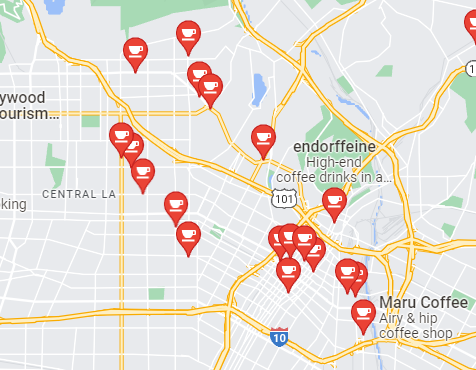 ywood
ourism...
endorffeine
High-end
coffee drinks in a...
101
CENTRAL LA
king
Maru Coffee
Airy & hip
coffee shop
10
1